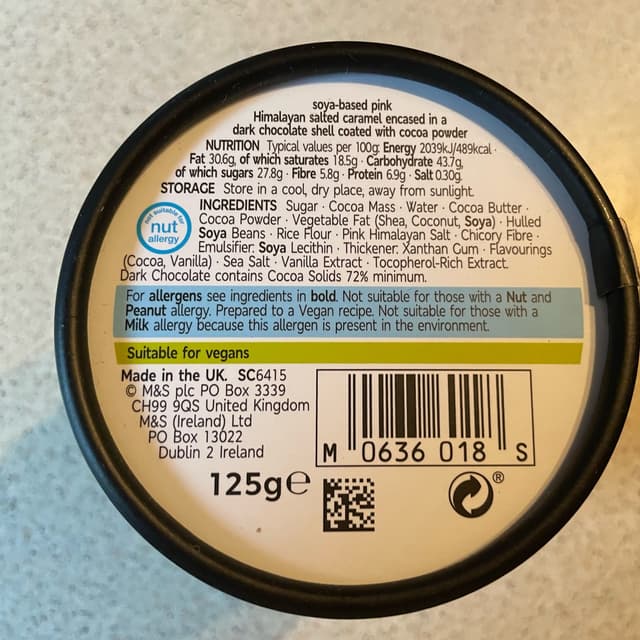 soya-based pink
Himalayan salted caramel encased in a
dark chocolate shell coated with cocoa powder
NUTRITION Typical values per 100g: Energy 2039kJ/489kcal ·
Fat 30.6g, of which saturates 18.5g · Carbohydrate 43.7g,
of which sugars 27.8g · Fibre 5.8g · Protein 6.9g · Salt 0.30g.
STORAGE Store in a cool, dry place, away from sunlight.
not suitable for
nut
allergy
INGREDIENTS Sugar · Cocoa Mass · Water · Cocoa Butter ·
Cocoa Powder · Vegetable Fat (Shea, Coconut, Soya) · Hulled
Soya Beans · Rice Flour · Pink Himalayan Salt · Chicory Fibre ·
Emulsifier: Soya Lecithin · Thickener: Xanthan Gum · Flavourings
(Cocoa, Vanilla) · Sea Salt · Vanilla Extract · Tocopherol-Rich Extract.
Dark Chocolate contains Cocoa Solids 72% minimum.
For allergens see ingredients in bold. Not suitable for those with a Nut and
Peanut allergy. Prepared to a Vegan recipe. Not suitable for those with a
Milk allergy because this allergen is present in the environment.
Suitable for vegans
Made in the UK. SC6415
© M&S plc PO Box 3339
CH99 9QS United Kingdom
M&S (Ireland) Ltd
PO Box 13022
Dublin 2 Ireland
M 0636 018 S
125g℮
®